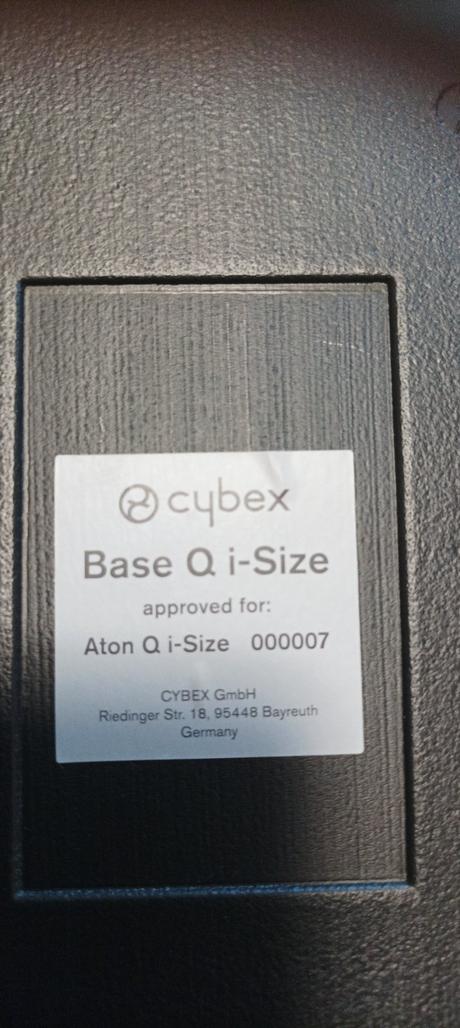 cybex
Base Q i-Size
approved for:
Aton Q i-Size 000007
CYBEX GmbH
Riedinger Str. 18, 95448 Bayreuth
Germany